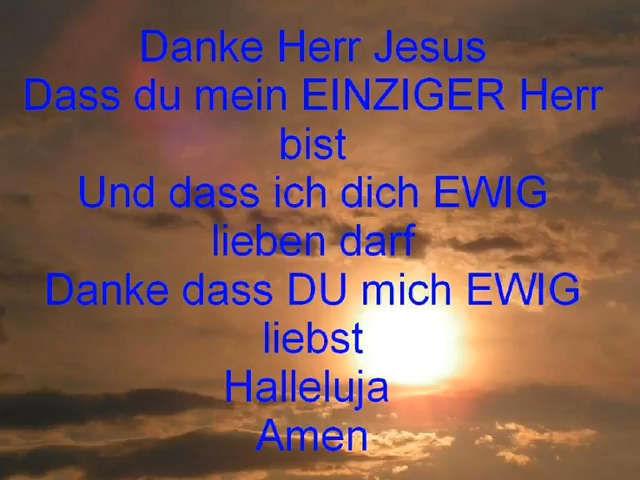 Danke Herr Jesus
Dass du mein EINZIGER Herr
bist
Und dass ich dich EWIG
lieben darf
Danke dass DU mich EWIG
liebst
Halleluja
Amen